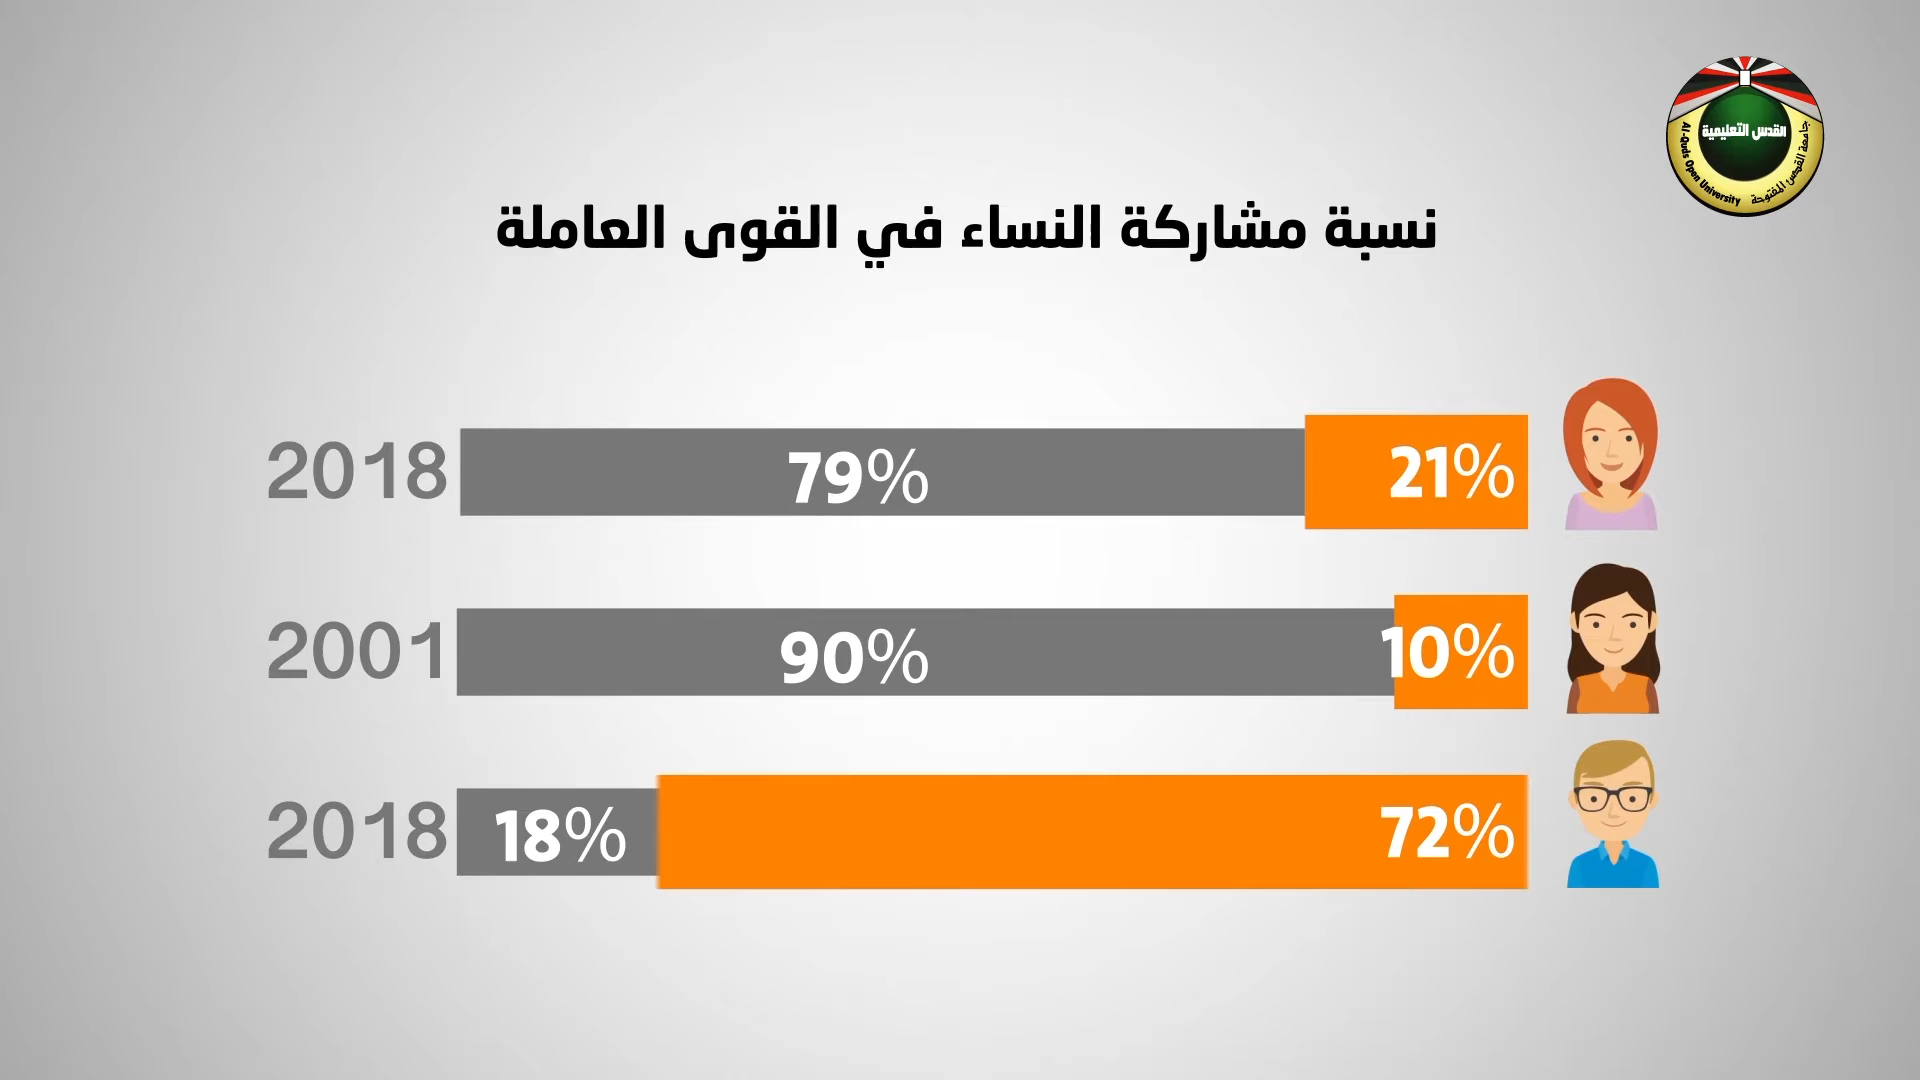 القدس التعليمية
جامعة القدس المفتوحة
Al-Quds Open University
نسبة مشاركة النساء في القوى العاملة
2018 79% 21%
2001 90% 10%
2018 18% 72%